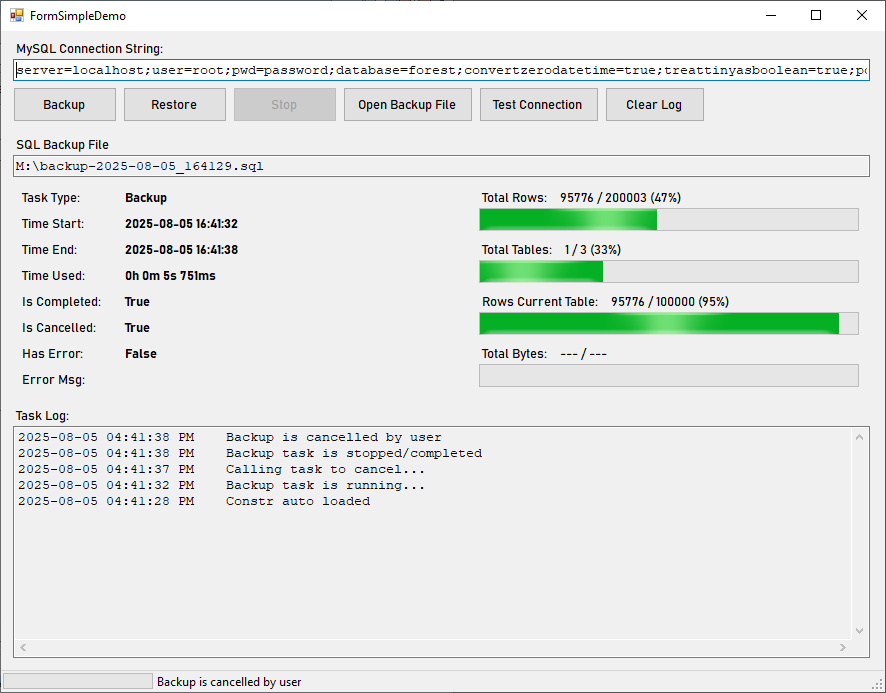 FormSimpleDemo
MySQL Connection String:
server=localhost;user=root;pwd=password;database=forest;convertzerodatetime=true;treattinyasboolean=true;po
Backup Restore Stop Open Backup File Test Connection Clear Log
SQL Backup File
M:\backup-2025-08-05_164129.sql
Task Type: Backup
Time Start: 2025-08-05 16:41:32
Time End: 2025-08-05 16:41:38
Time Used: 0h 0m 5s 751ms
Is Completed: True
Is Cancelled: True
Has Error: False
Error Msg:
Total Rows: 95776 / 200003 (47%)
Total Tables: 1 / 3 (33%)
Rows Current Table: 95776 / 100000 (95%)
Total Bytes: --- / ---
Task Log:
2025-08-05 04:41:38 PM Backup is cancelled by user
2025-08-05 04:41:38 PM Backup task is stopped/completed
2025-08-05 04:41:37 PM Calling task to cancel...
2025-08-05 04:41:32 PM Backup task is running...
2025-08-05 04:41:28 PM Constr auto loaded
Backup is cancelled by user